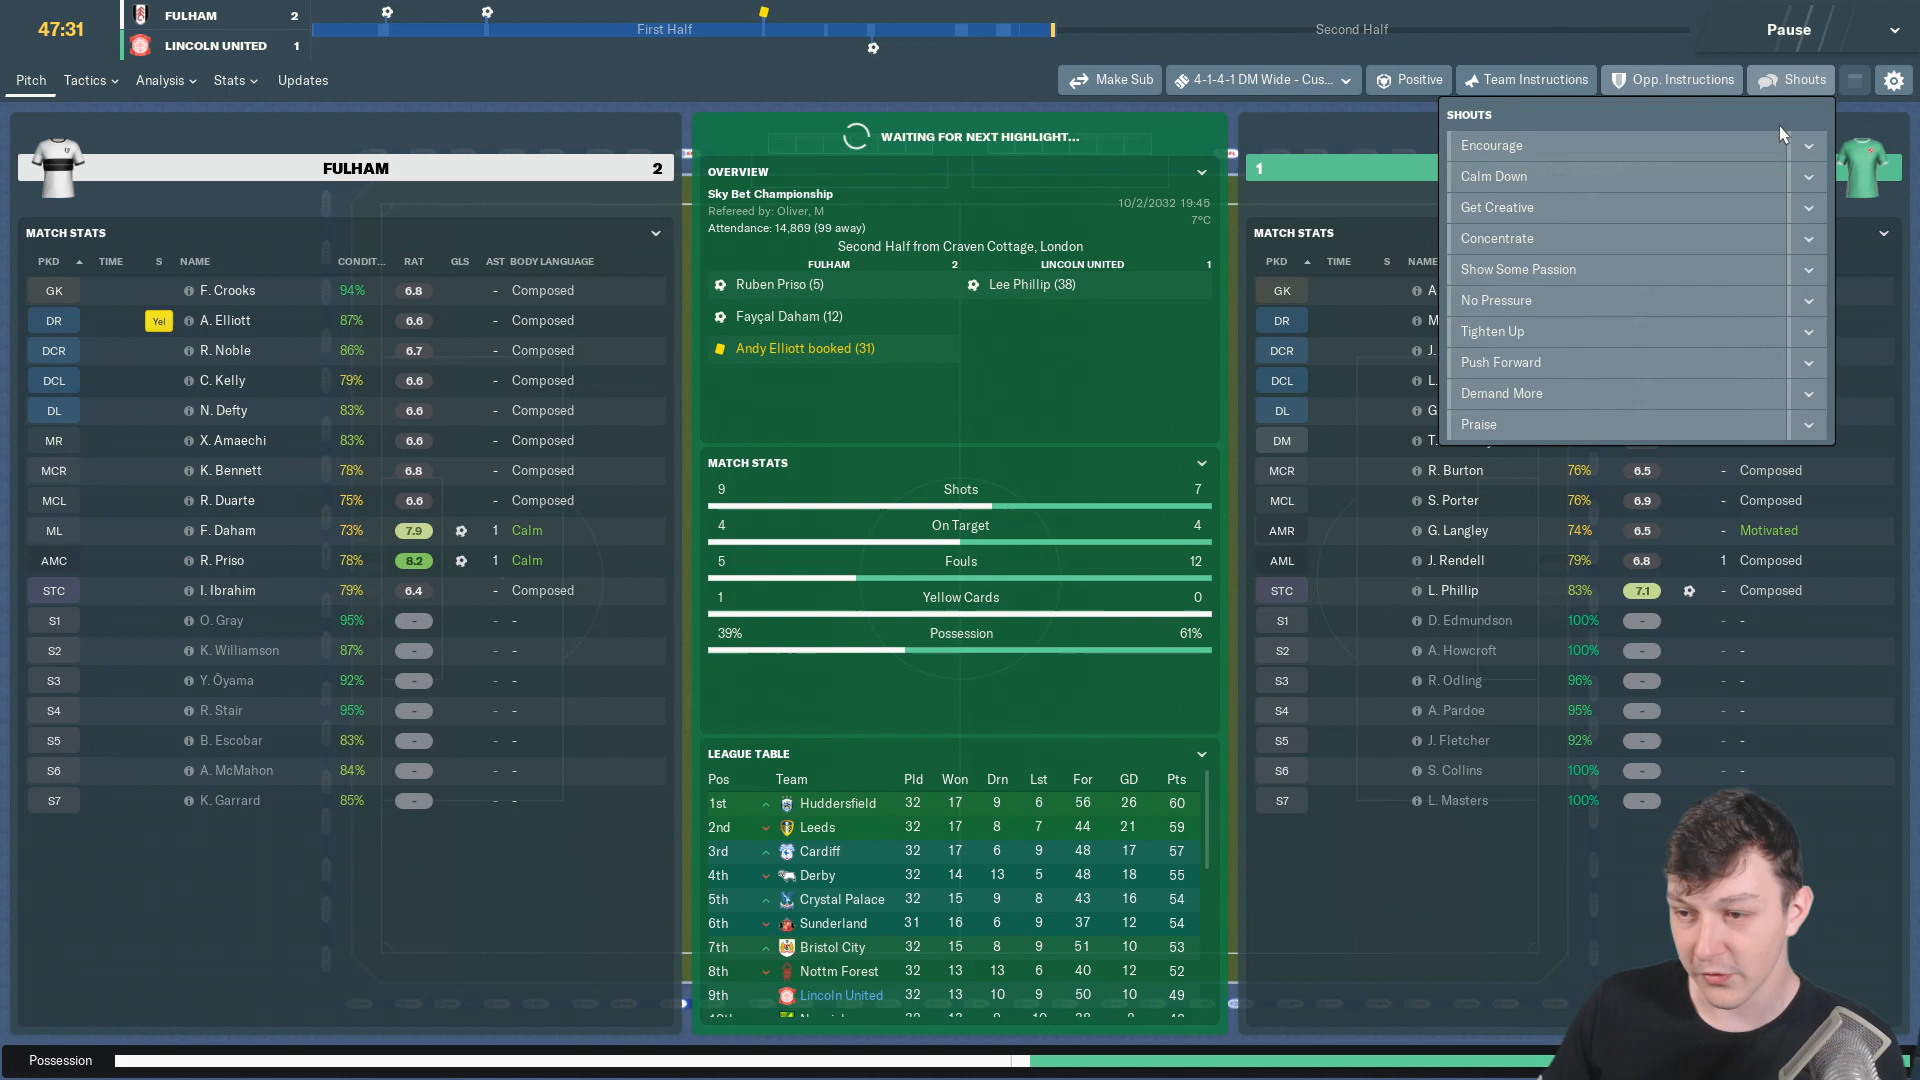 47:31
FULHAM 2
LINCOLN UNITED 1
First Half
Second Half
Pause
Pitch Tactics Analysis Stats Updates
Make Sub 4-1-4-1 DM Wide - Cus... Positive Team Instructions Opp. Instructions Shouts
SHOUTS
Encourage
Calm Down
Get Creative
Concentrate
Show Some Passion
No Pressure
Tighten Up
Push Forward
Demand More
Praise
FULHAM 2
MATCH STATS
PKD TIME S NAME CONDIT... RAT GLS AST BODY LANGUAGE
GK F. Crooks 94% 6.8 - Composed
DR Yel A. Elliott 87% 6.6 - Composed
DCR R. Noble 86% 6.7 - Composed
DCL C. Kelly 79% 6.6 - Composed
DL N. Defty 83% 6.6 - Composed
MR X. Amaechi 83% 6.6 - Composed
MCR K. Bennett 78% 6.8 - Composed
MCL R. Duarte 75% 6.6 - Composed
ML F. Daham 73% 7.9 1 Calm
AMC R. Priso 78% 8.2 1 Calm
STC I. Ibrahim 79% 6.4 - Composed
S1 O. Gray 95% - - -
S2 K. Williamson 87% - - -
S3 Y. Ôyama 92% - - -
S4 R. Stair 95% - - -
S5 B. Escobar 83% - - -
S6 A. McMahon 84% - - -
S7 K. Garrard 85% - - -
WAITING FOR NEXT HIGHLIGHT...
OVERVIEW
Sky Bet Championship
10/2/2032 19:45
Refereed by: Oliver, M
7°C
Attendance: 14,869 (99 away)
Second Half from Craven Cottage, London
FULHAM 2 LINCOLN UNITED 1
Ruben Priso (5) Lee Phillip (38)
Fayçal Daham (12)
Andy Elliott booked (31)
MATCH STATS
9 Shots 7
4 On Target 4
5 Fouls 12
1 Yellow Cards 0
39% Possession 61%
LEAGUE TABLE
Pos Team Pld Won Drn Lst For GD Pts
1st Huddersfield 32 17 9 6 56 26 60
2nd Leeds 32 17 8 7 44 21 59
3rd Cardiff 32 17 6 9 48 17 57
4th Derby 32 14 13 5 48 18 55
5th Crystal Palace 32 15 9 8 43 16 54
6th Sunderland 31 16 6 9 37 12 54
7th Bristol City 32 15 8 9 51 10 53
8th Nottm Forest 32 13 13 6 40 12 52
9th Lincoln United 32 13 10 9 50 10 49
1
MATCH STATS
PKD TIME S NAME
GK A.
DR M
DCR J.
DCL L.
DL G
DM T.
MCR R. Burton 76% 6.5 - Composed
MCL S. Porter 76% 6.9 - Composed
AMR G. Langley 74% 6.5 - Motivated
AML J. Rendell 79% 6.8 1 Composed
STC L. Phillip 83% 7.1 - Composed
S1 D. Edmundson 100% - - -
S2 A. Howcroft 100% - - -
S3 R. Odling 96% - - -
S4 A. Pardoe 95% - - -
S5 J. Fletcher 92% - - -
S6 S. Collins 100% - - -
S7 L. Masters 100% - - -
Possession